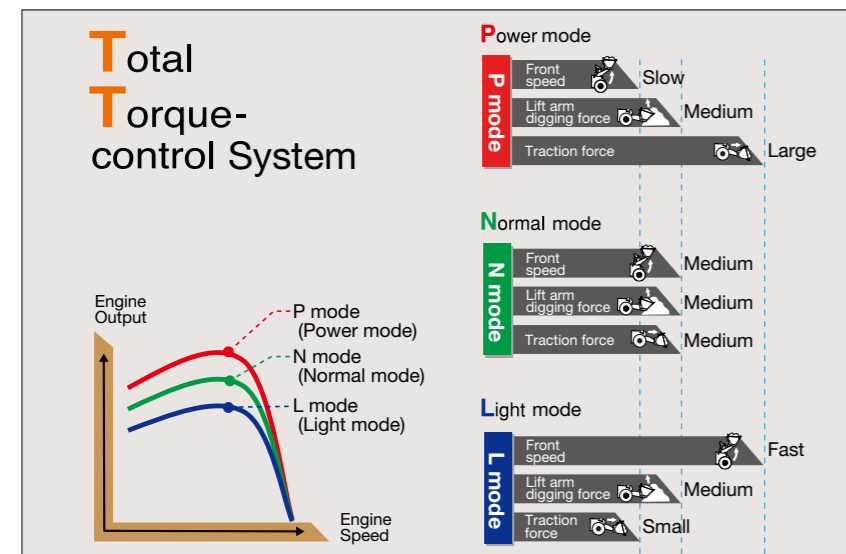 Total
Torque-
control System
Engine
Output
P mode
(Power mode)
N mode
(Normal mode)
L mode
(Light mode)
Engine
Speed
Power mode
P mode
Front
speed
Slow
Lift arm
digging force
Medium
Traction force
Large
Normal mode
N mode
Front
speed
Medium
Lift arm
digging force
Medium
Traction force
Medium
Light mode
L mode
Front
speed
Fast
Lift arm
digging force
Medium
Traction
force
Small